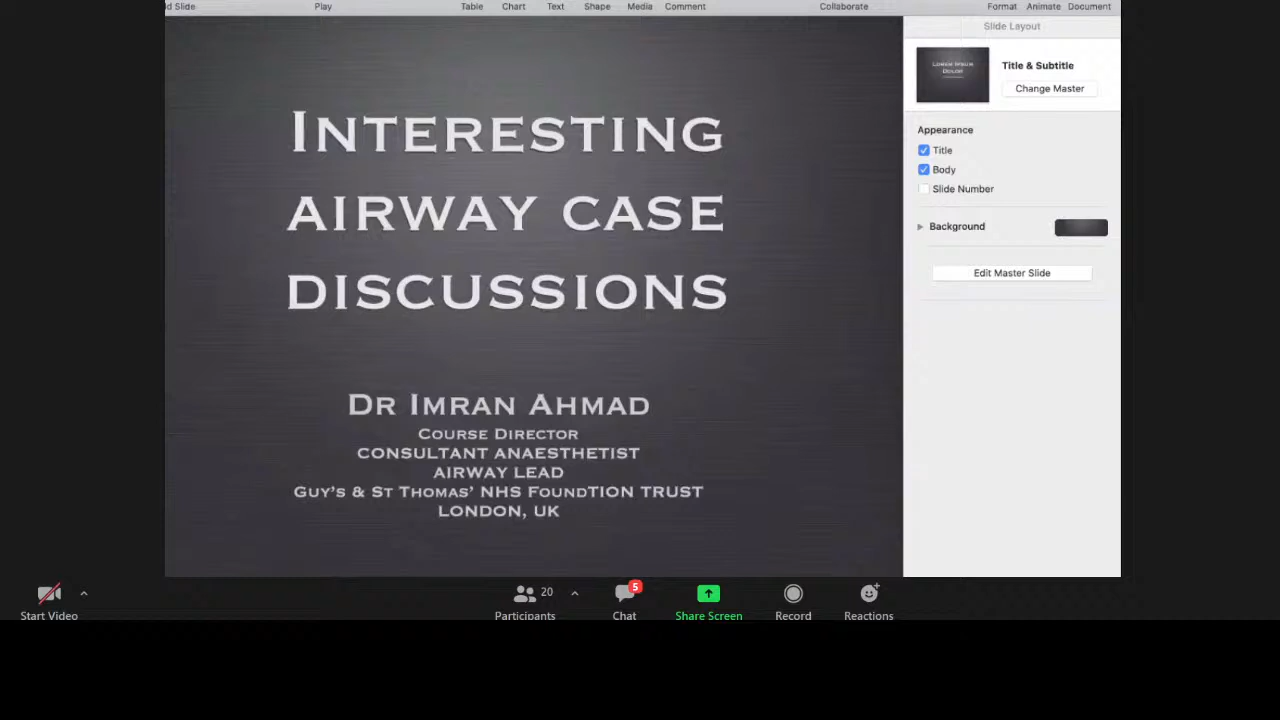 d Slide Play Table Chart Text Shape Media Comment Collaborate Format Animate Document
Slide Layout
Title & Subtitle
Change Master
Appearance
Title
Body
Slide Number
Background
Edit Master Slide
INTERESTING
AIRWAY CASE
DISCUSSIONS
DR IMRAN AHMAD
COURSE DIRECTOR
CONSULTANT ANAESTHETIST
AIRWAY LEAD
GUY'S & ST THOMAS' NHS FOUNDTION TRUST
LONDON, UK
Start Video
20
Participants
5
Chat
Share Screen
Record
Reactions